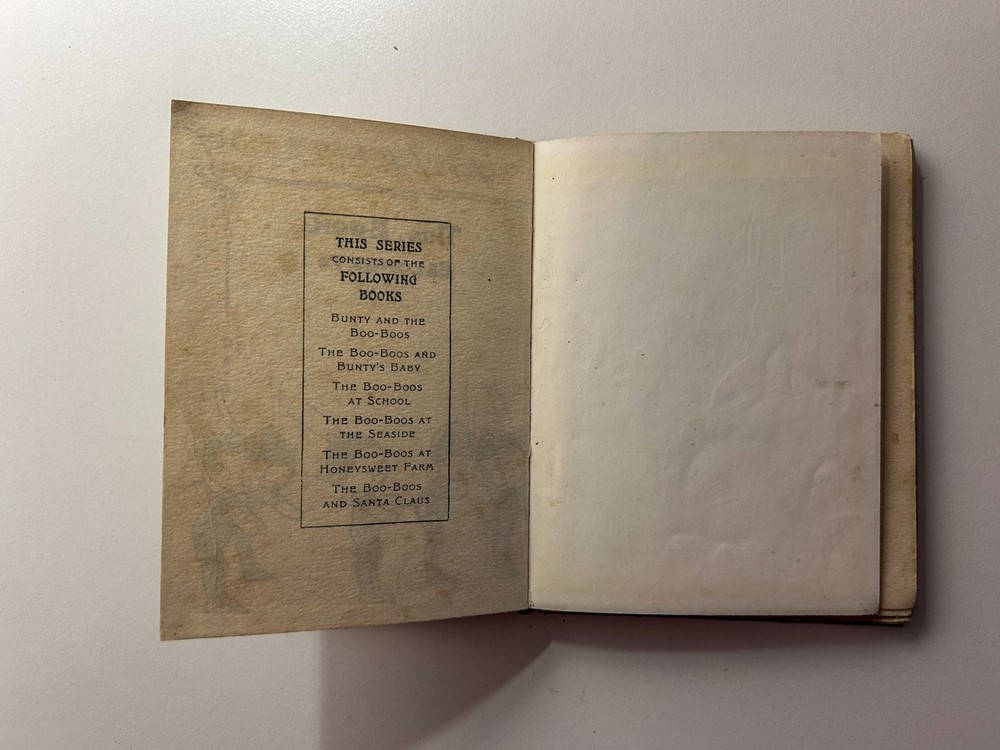 THIS SERIES
CONSISTS OF THE
FOLLOWING
BOOKS
BUNTY AND THE
BOO-BOOS
THE BOO-BOOS AND
BUNTY'S BABY
THE BOO-BOOS
AT SCHOOL
THE BOO-BOOS AT
THE SEASIDE
THE BOO-BOOS AT
HONEYSWEET FARM
THE BOO-BOOS
AND SANTA CLAUS